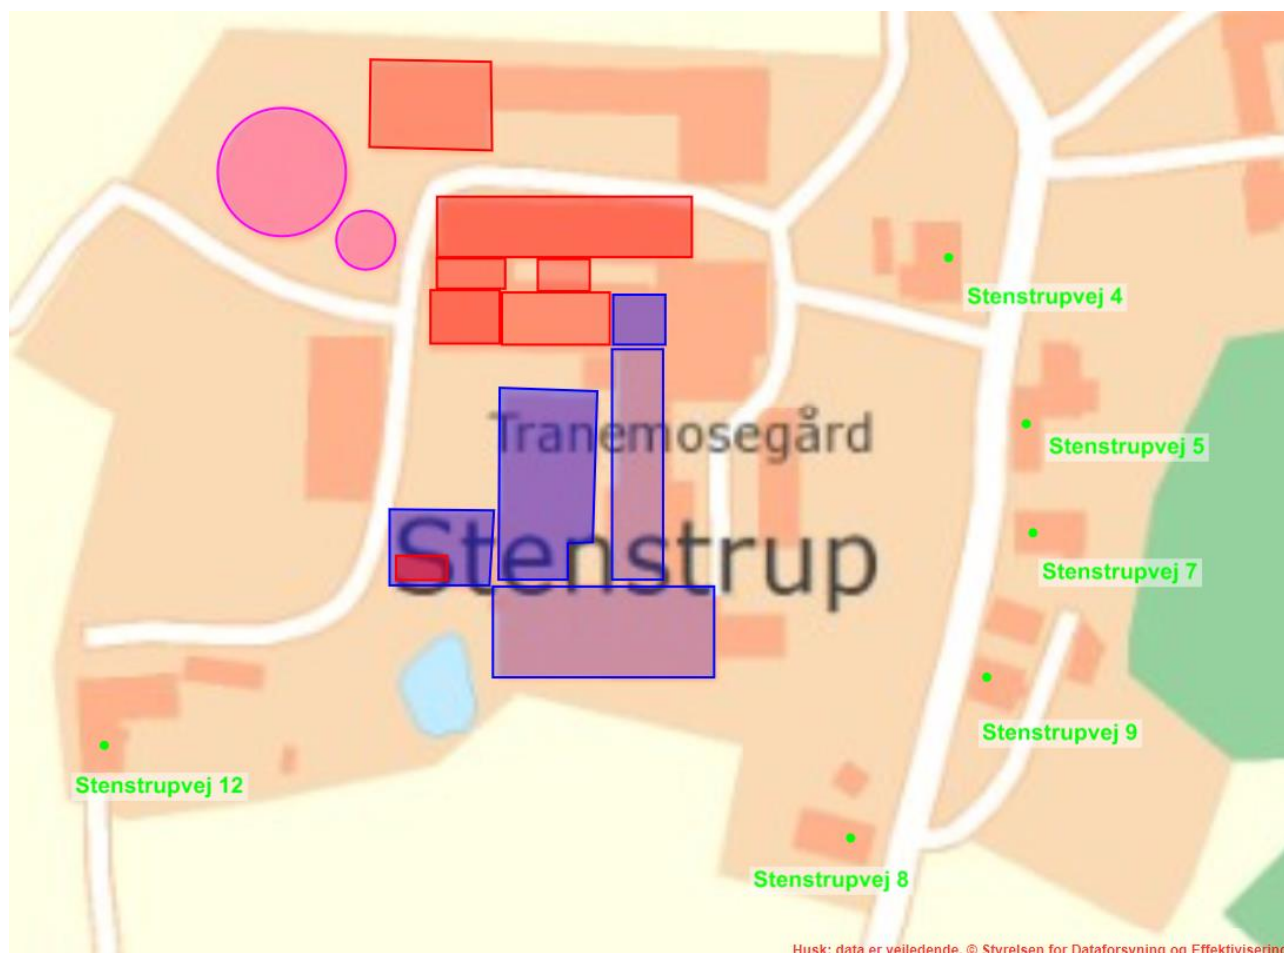 Stenstrupvej 4
Tranemosegård
Stenstrupvej 5
Stenstrup
Stenstrupvej 7
Stenstrupvej 9
Stenstrupvej 12
Stenstrupvej 8
Husk: data er vejledende. © Styrelsen for Dataforsyning og Effektivisering